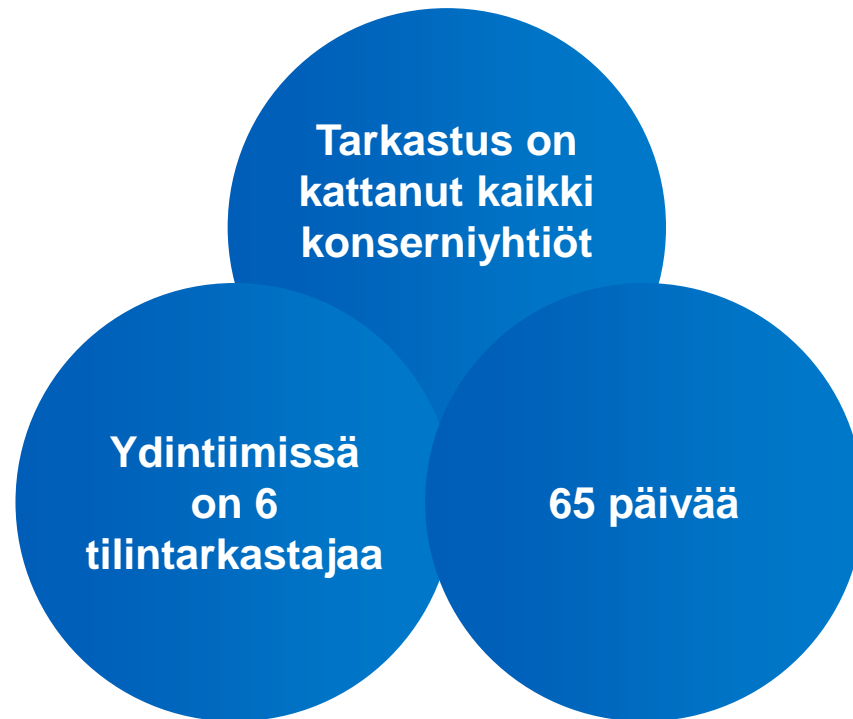 Tarkastus on
kattanut kaikki
konserniyhtiöt
Ydintiimissä
on 6
tilintarkastajaa
65 päivää